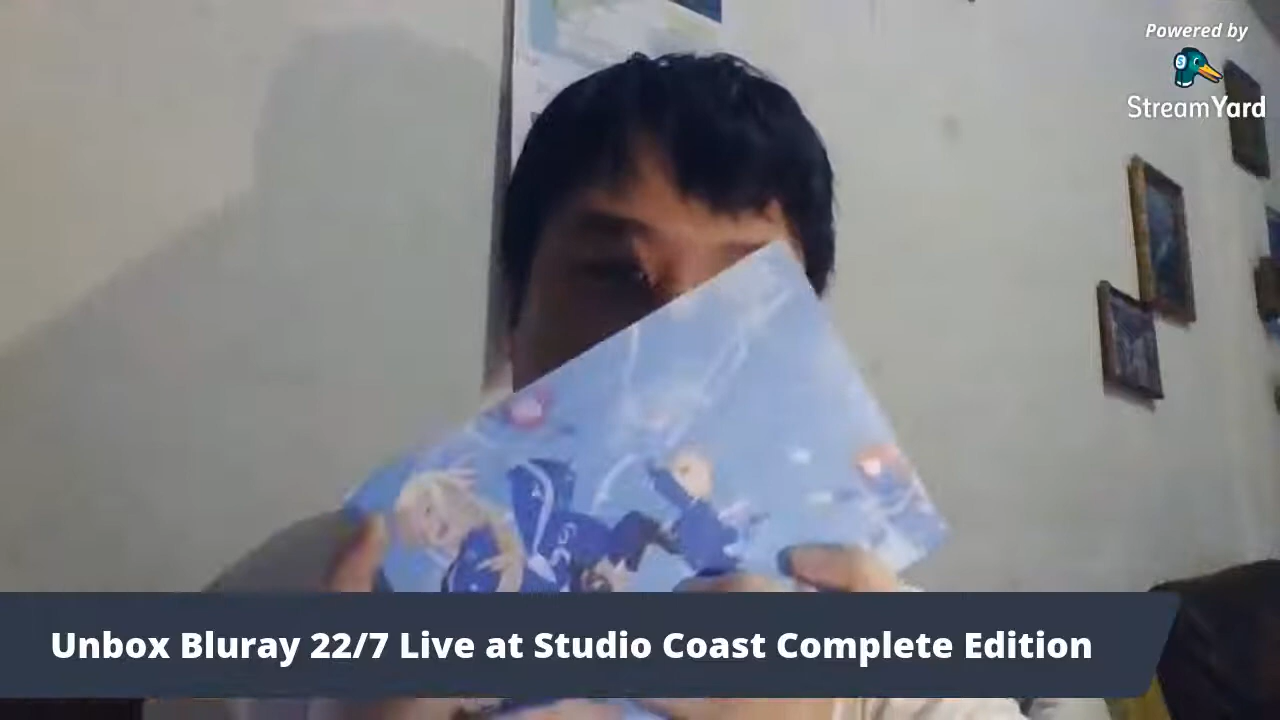 Powered by
StreamYard
Unbox Bluray 22/7 Live at Studio Coast Complete Edition